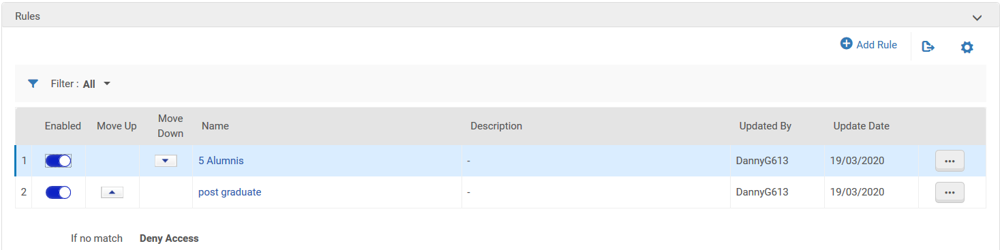 Rules
Add Rule
Filter : All
Enabled Move Up Move Down Name Description Updated By Update Date
1 5 Alumnis - DannyG613 19/03/2020 •••
2 post graduate - DannyG613 19/03/2020 •••
If no match Deny Access